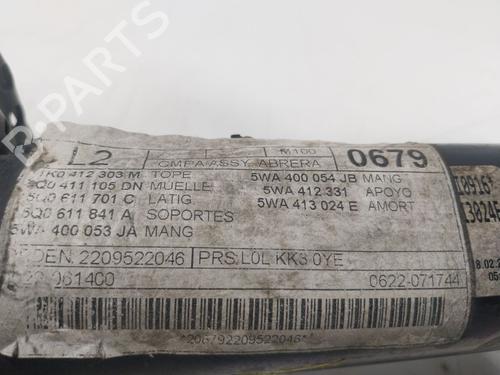 L2
M100
CMPA ASSY. ABRERA
0679
1K0 412 303 M TOPE
5WA 400 054 JB MANG
5Q0 411 105 DN MUELLE
5WA 412 331 APOYO
5Q0 611 701 C LATIG
5WA 413 024 E AMORT
5Q0 611 841 A SOPORTES
5WA 400 053 JA MANG
ORDEN: 2209522046
PRS.L0L KK3 0YE
061400
0622-071744
*206792209522046*